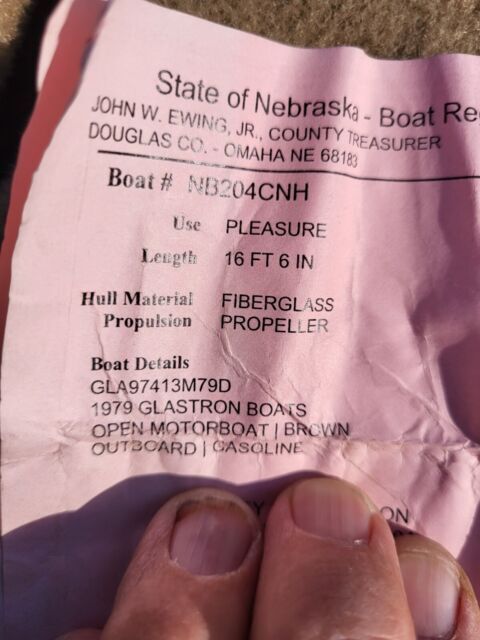 State of Nebraska - Boat Re
JOHN W. EWING, JR., COUNTY TREASURER
DOUGLAS CO. - OMAHA NE 68183
Boat # NB204CNH
Use PLEASURE
Length 16 FT 6 IN
Hull Material FIBERGLASS
Propulsion PROPELLER
Boat Details
GLA97413M79D
1979 GLASTRON BOATS
OPEN MOTORBOAT | BROWN
OUTBOARD | GASOLINE
ON